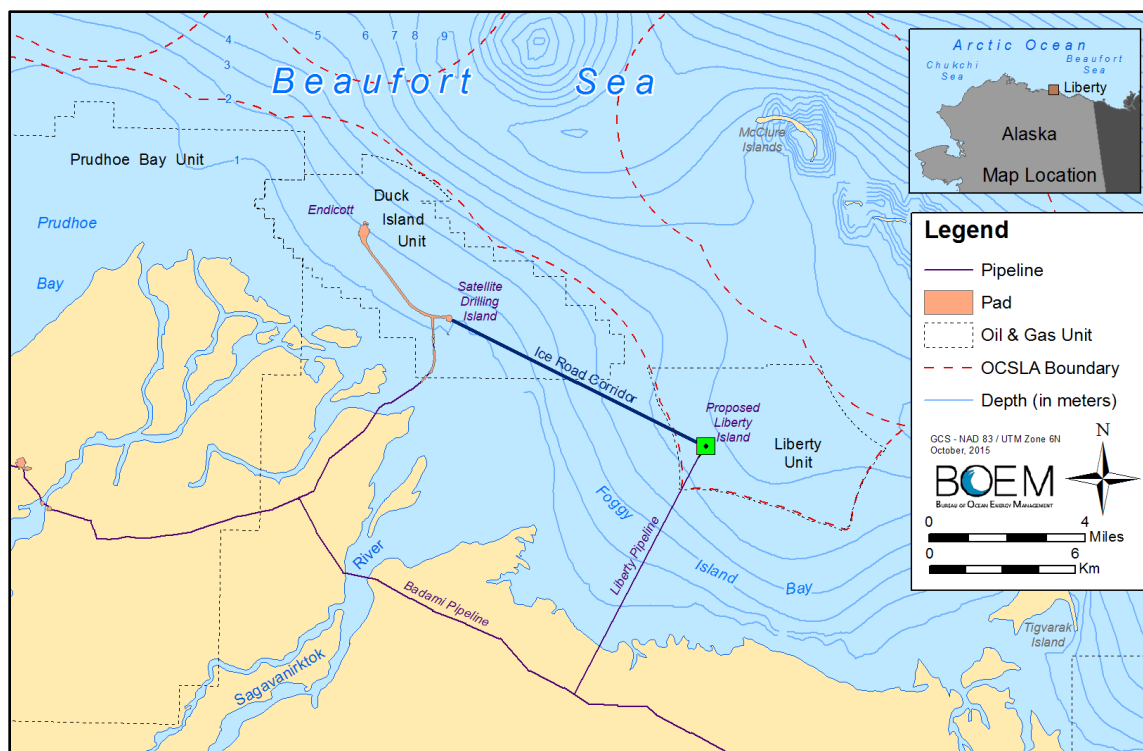 4
5
6
7
8
9
3
2
1
Beaufort Sea
Prudhoe Bay Unit
Prudhoe
Bay
Endicott
Duck
Island
Unit
Satellite
Drilling
Island
Ice Road Corridor
McClure
Islands
Proposed
Liberty
Island
Liberty
Unit
Foggy
Island
Bay
Liberty Pipeline
River
Badami Pipeline
Sagavanirktok
Tigvarak
Island
Arctic Ocean
Chukchi
Sea
Beaufort
Sea
Liberty
Alaska
Map Location
Legend
Pipeline
Pad
Oil & Gas Unit
OCSLA Boundary
Depth (in meters)
GCS - NAD 83 / UTM Zone 6N
October, 2015
N
BOEM
BUREAU OF OCEAN ENERGY MANAGEMENT
0 4
Miles
0 6
Km